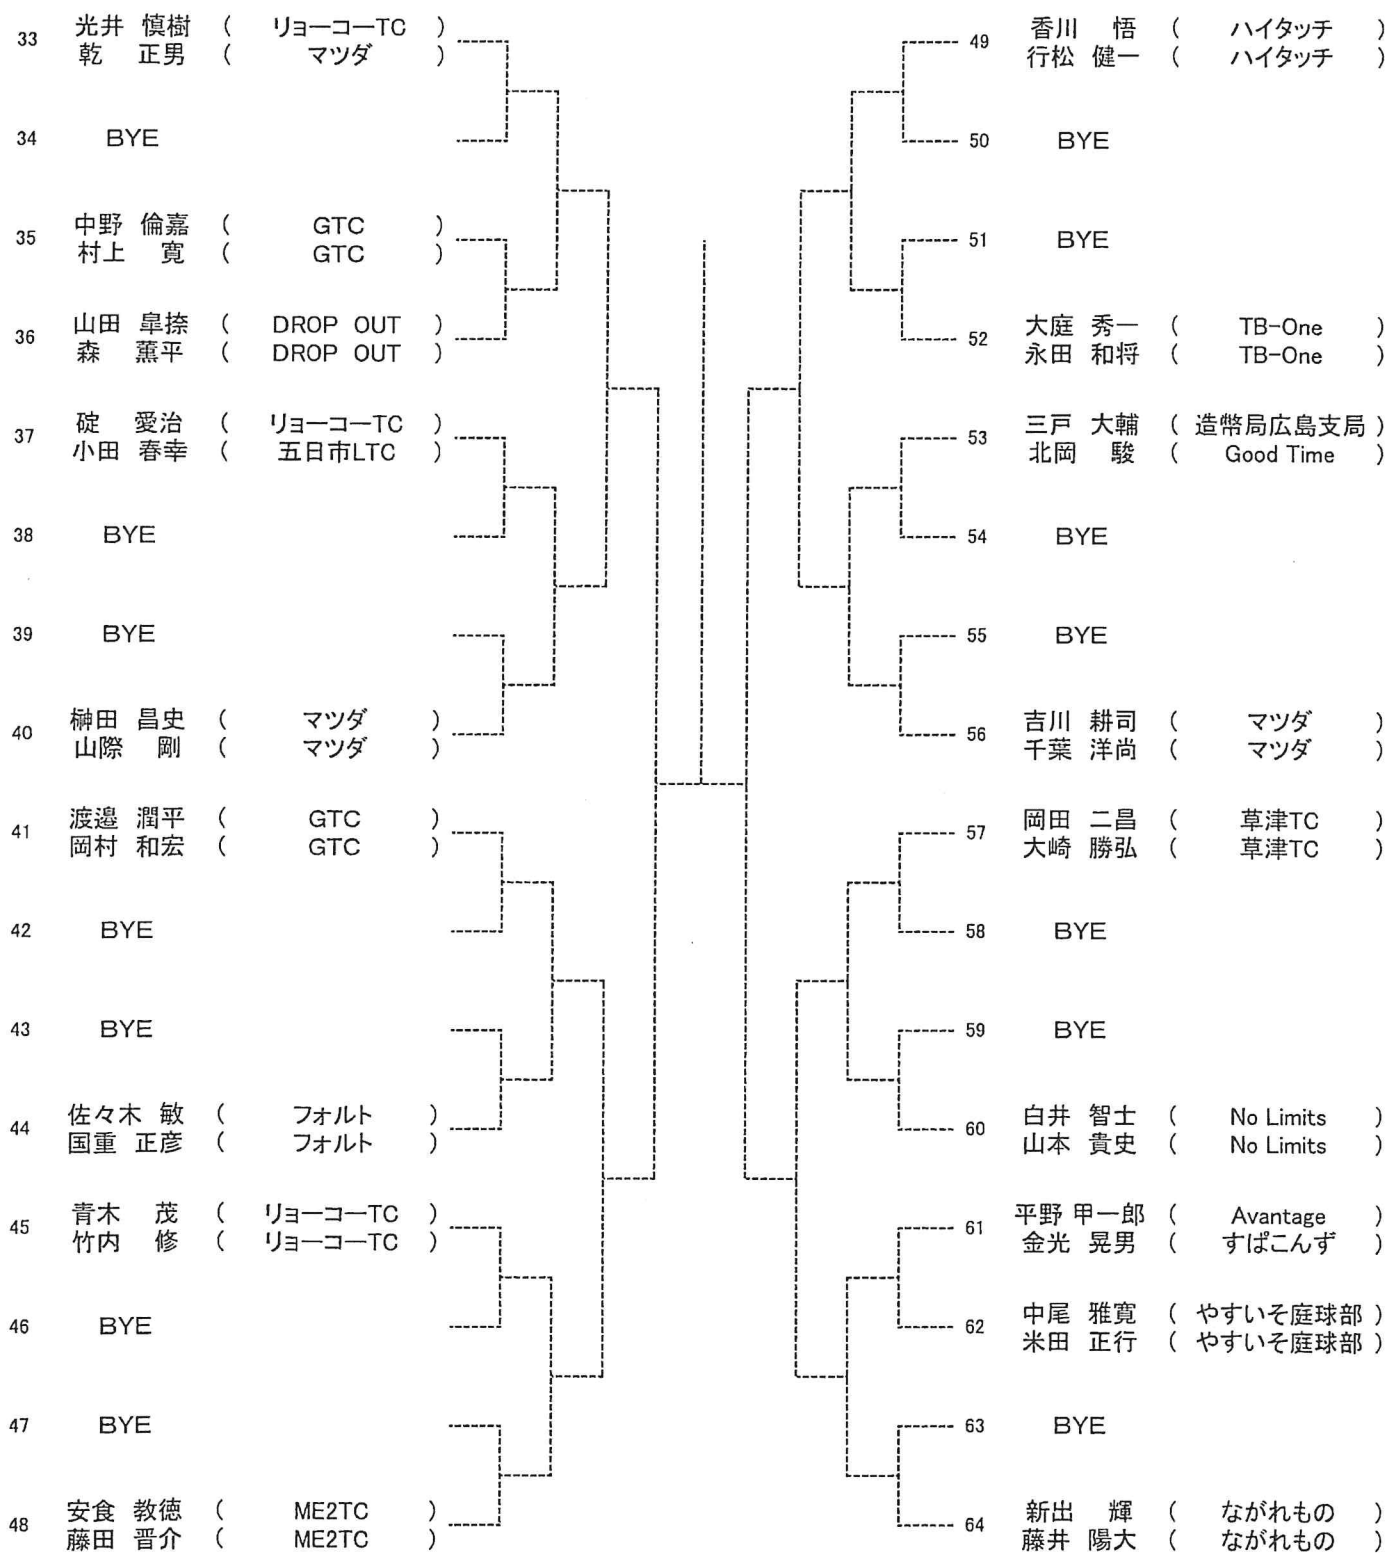 33 光井 慎樹 ( リョーコーTC )
乾 正男 ( マツダ )
34 BYE
35 中野 倫嘉 ( GTC )
村上 寛 ( GTC )
36 山田 皐捺 ( DROP OUT )
森 薫平 ( DROP OUT )
37 碇 愛治 ( リョーコーTC )
小田 春幸 ( 五日市LTC )
38 BYE
39 BYE
40 榊田 昌史 ( マツダ )
山際 剛 ( マツダ )
41 渡邉 潤平 ( GTC )
岡村 和宏 ( GTC )
42 BYE
43 BYE
44 佐々木 敏 ( フォルト )
国重 正彦 ( フォルト )
45 青木 茂 ( リョーコーTC )
竹内 修 ( リョーコーTC )
46 BYE
47 BYE
48 安食 教徳 ( ME2TC )
藤田 晋介 ( ME2TC )
49 香川 悟 ( ハイタッチ )
行松 健一 ( ハイタッチ )
50 BYE
51 BYE
52 大庭 秀一 ( TB-One )
永田 和将 ( TB-One )
53 三戸 大輔 ( 造幣局広島支局 )
北岡 駿 ( Good Time )
54 BYE
55 BYE
56 吉川 耕司 ( マツダ )
千葉 洋尚 ( マツダ )
57 岡田 二昌 ( 草津TC )
大崎 勝弘 ( 草津TC )
58 BYE
59 BYE
60 白井 智士 ( No Limits )
山本 貴史 ( No Limits )
61 平野 甲一郎 ( Avantage )
金光 晃男 ( すぱこんず )
62 中尾 雅寛 ( やすいそ庭球部 )
米田 正行 ( やすいそ庭球部 )
63 BYE
64 新出 輝 ( ながれもの )
藤井 陽大 ( ながれもの )